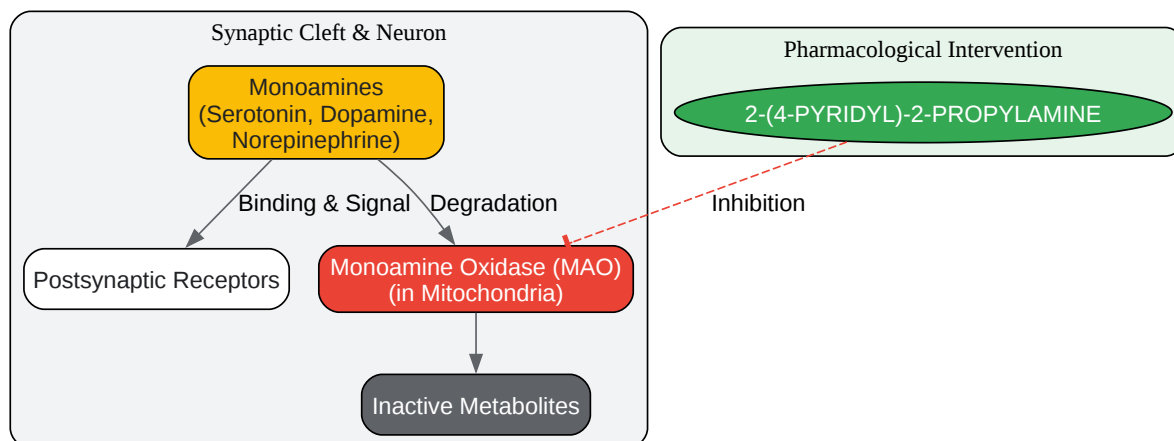 Synaptic Cleft & Neuron
Monoamines
(Serotonin, Dopamine,
Norepinephrine)
Binding & Signal
Degradation
Postsynaptic Receptors
Monoamine Oxidase (MAO)
(in Mitochondria)
Inactive Metabolites
Pharmacological Intervention
2-(4-PYRIDYL)-2-PROPYLAMINE
Inhibition